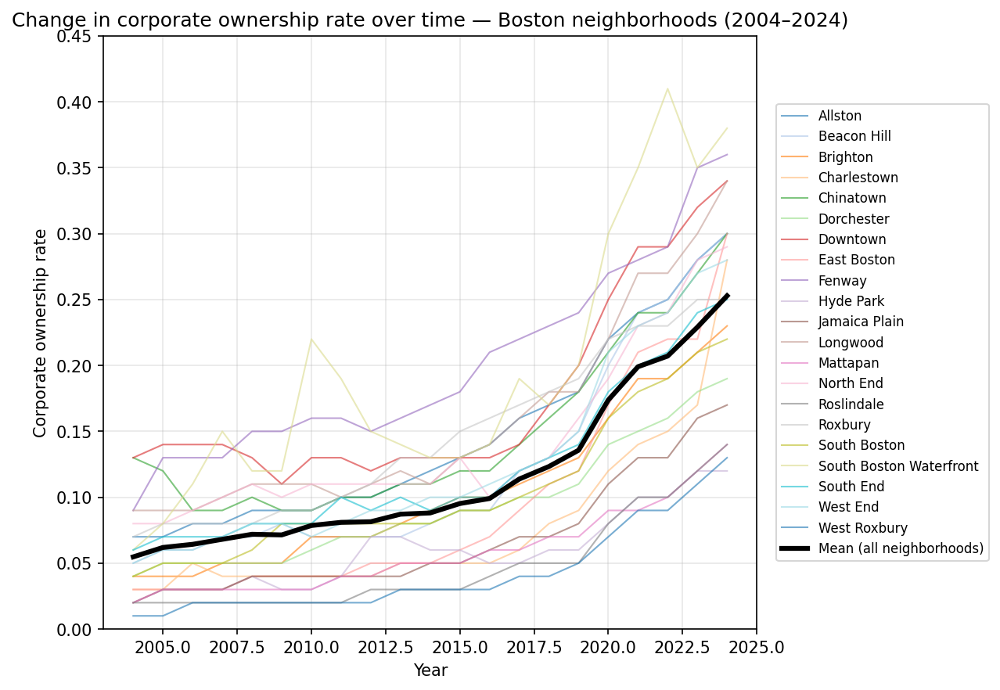 Change in corporate ownership rate over time — Boston neighborhoods (2004–2024)
0.45
0.40
0.35
0.30
0.25
0.20
0.15
0.10
0.05
0.00
Corporate ownership rate
2005.0 2007.5 2010.0 2012.5 2015.0 2017.5 2020.0 2022.5 2025.0
Year
Allston
Beacon Hill
Brighton
Charlestown
Chinatown
Dorchester
Downtown
East Boston
Fenway
Hyde Park
Jamaica Plain
Longwood
Mattapan
North End
Roslindale
Roxbury
South Boston
South Boston Waterfront
South End
West End
West Roxbury
Mean (all neighborhoods)